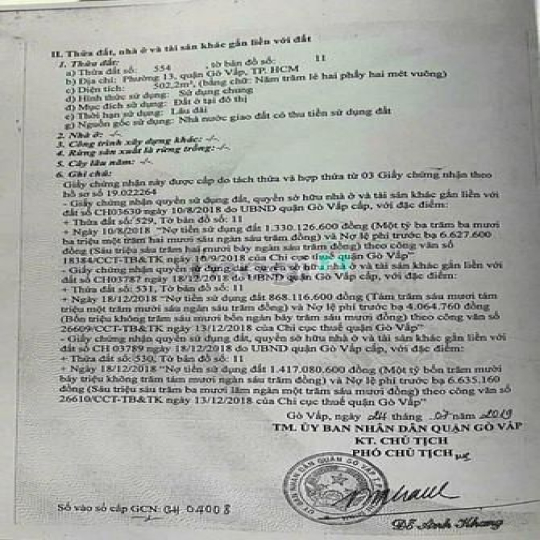 II. Thửa đất, nhà ở và tài sản khác gắn liền với đất
1. Thửa đất:
a) Thửa đất số: 554 , tờ bản đồ số: 11
b) Địa chỉ: Phường 13, quận Gò Vấp, TP. HCM
c) Diện tích: 502,2m², (bằng chữ: Năm trăm lẻ hai phẩy hai mét vuông)
d) Hình thức sử dụng: Sử dụng chung
đ) Mục đích sử dụng: Đất ở tại đô thị
e) Thời hạn sử dụng: Lâu dài
g) Nguồn gốc sử dụng: Nhà nước giao đất có thu tiền sử dụng đất
2. Nhà ở: -/-
3. Công trình xây dựng khác: -/-
4. Rừng sản xuất là rừng trồng: -/-
5. Cây lâu năm: -/-
6. Ghi chú:
Giấy chứng nhận này được cấp do tách thửa và hợp thửa từ 03 Giấy chứng nhận theo
hồ sơ số 19.022264
- Giấy chứng nhận quyền sử dụng đất, quyền sở hữu nhà ở và tài sản khác gắn liền với
đất số CH03630 ngày 10/8/2018 do UBND quận Gò Vấp cấp, với đặc điểm:
+ Thửa đất số: 529, Tờ bản đồ số: 11
+ Ngày 10/8/2018 "Nợ tiền sử dụng đất 1.330.126.600 đồng (Một tỷ ba trăm ba mươi
ba triệu một trăm hai mươi sáu ngàn sáu trăm đồng) và Nợ lệ phí trước bạ 6.627.600
đồng (Sáu triệu sáu trăm hai mươi bảy ngàn sáu trăm đồng) theo công văn số
18384/CCT-TB&TK ngày 10/9/2018 của Chi cục thuế quận Gò Vấp"
- Giấy chứng nhận quyền sử dụng đất, quyền sở hữu nhà ở và tài sản khác gắn liền với
đất số CH03787 ngày 18/12/2018 do UBND quận Gò Vấp cấp, với đặc điểm:
+ Thửa đất số: 531, Tờ bản đồ số: 11
+ Ngày 18/12/2018 "Nợ tiền sử dụng đất 868.116.600 đồng (Tám trăm sáu mươi tám
triệu một trăm mười sáu ngàn sáu trăm đồng) và Nợ lệ phí trước bạ 4.064.760 đồng
(Bốn triệu không trăm sáu mươi bốn ngàn bảy trăm sáu mươi đồng) theo công văn số
26609/CCT-TB&TK ngày 13/12/2018 của Chi cục thuế quận Gò Vấp"
- Giấy chứng nhận quyền sử dụng đất, quyền sở hữu nhà ở và tài sản khác gắn liền với
đất số CH 03789 ngày 18/12/2018 do UBND quận Gò Vấp cấp, với đặc điểm:
+ Thửa đất số: 530, Tờ bản đồ số: 11
+ Ngày 18/12/2018 "Nợ tiền sử dụng đất 1.417.080.600 đồng (Một tỷ bốn trăm mười
bảy triệu không trăm tám mươi ngàn sáu trăm đồng) và Nợ lệ phí trước bạ 6.635.160
đồng (Sáu triệu sáu trăm ba mươi lăm ngàn một trăm sáu mươi đồng) theo công văn số
26610/CCT-TB&TK ngày 13/12/2018 của Chi cục thuế quận Gò Vấp"
Gò Vấp, ngày 24 tháng 07 năm 2019
TM. ỦY BAN NHÂN DÂN QUẬN GÒ VẤP
KT. CHỦ TỊCH
PHÓ CHỦ TỊCH
Số vào sổ cấp GCN: CH 04008
Đỗ Anh Khang